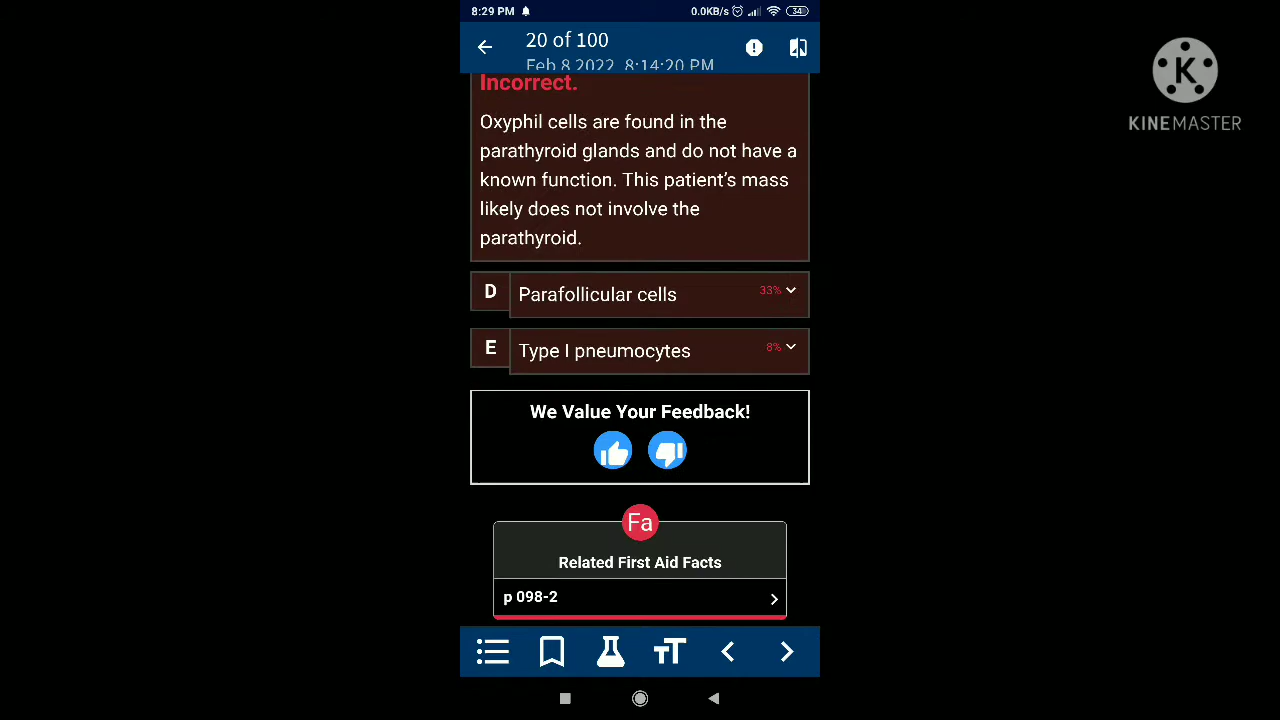 8:29 PM 0.0KB/s 34
20 of 100
Feb 8 2022 8:14:20 PM
K
KINEMASTER
Incorrect.
Oxyphil cells are found in the
parathyroid glands and do not have a
known function. This patient's mass
likely does not involve the
parathyroid.
D Parafollicular cells 33%
E Type I pneumocytes 8%
We Value Your Feedback!
Fa
Related First Aid Facts
p 098-2
TT